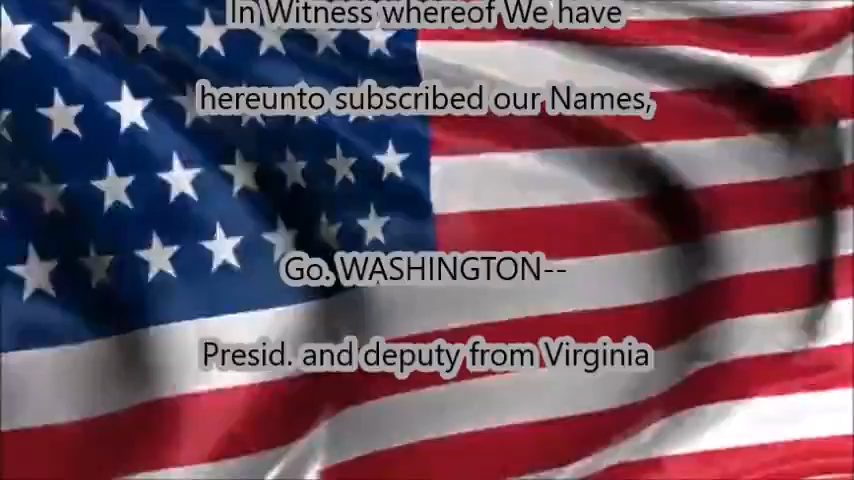 In Witness whereof We have
hereunto subscribed our Names,
Go. WASHINGTON--
Presid. and deputy from Virginia